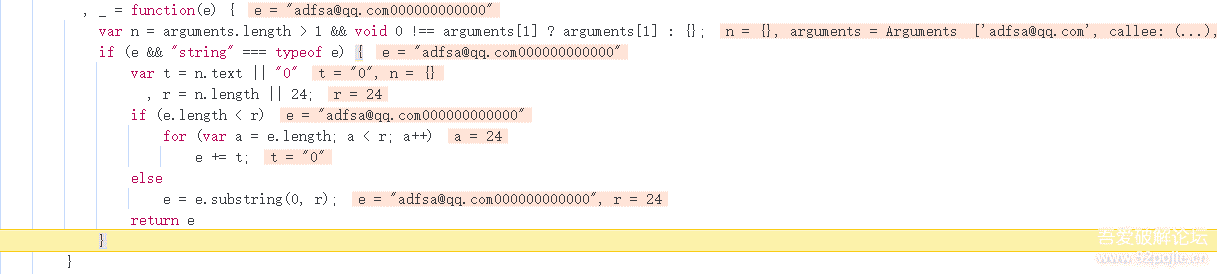 , _ = function(e) { e = "adfsa@qq.com000000000000"
var n = arguments.length > 1 && void 0 !== arguments[1] ? arguments[1] : {}; n = {}, arguments = Arguments ['adfsa@qq.com', callee: (...),
if (e && "string" === typeof e) { e = "adfsa@qq.com000000000000"
var t = n.text || "0" t = "0", n = {}
, r = n.length || 24; r = 24
if (e.length < r) e = "adfsa@qq.com000000000000"
for (var a = e.length; a < r; a++) a = 24
e += t; t = "0"
else
e = e.substring(0, r); e = "adfsa@qq.com000000000000", r = 24
return e
}
}
吾爱破解论坛
www.52pojie.cn